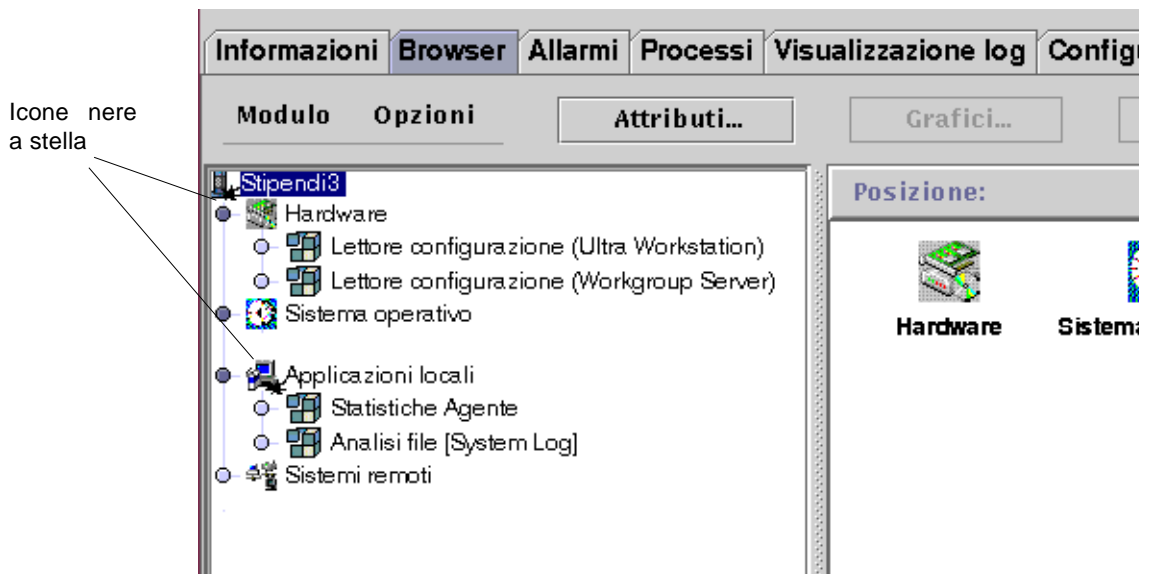 Informazioni Browser Allarmi Processi Visualizzazione log
Icone nere
a stella
Modulo Opzioni Attributi... Grafici...
Stipendi3
Posizione:
Hardware
Lettore configurazione (Ultra Workstation)
Lettore configurazione (Workgroup Server)
Sistema operativo
Hardware Sistema
Applicazioni locali
Statistiche Agente
Analisi file [System Log]
Sistemi remoti